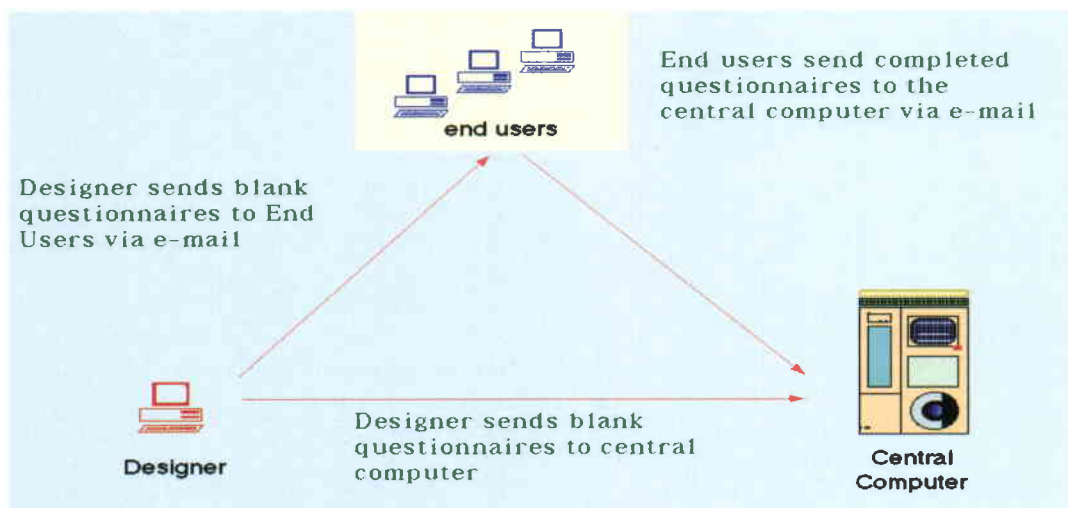 end users
End users send completed
questionnaires to the
central computer via e-mail
Designer sends blank
questionnaires to End
Users via e-mail
Designer
Designer sends blank
questionnaires to central
computer
Central
Computer